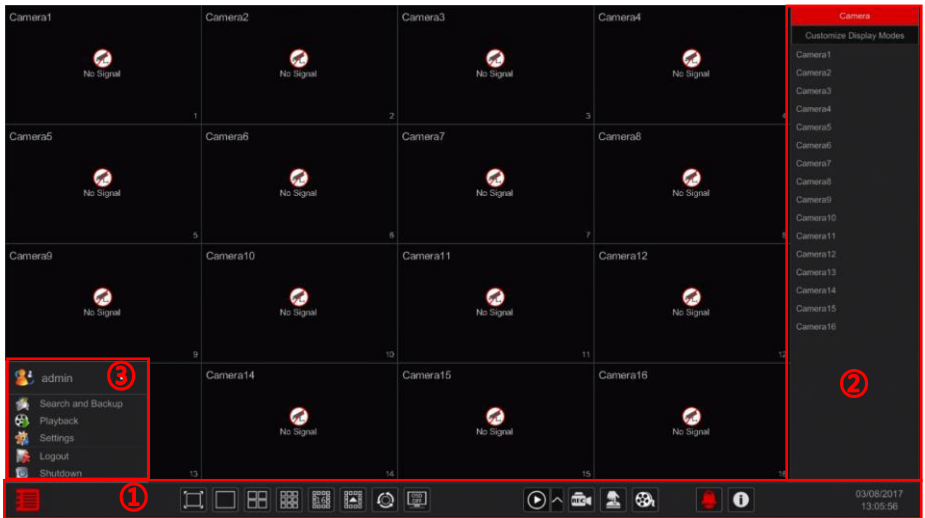 Camera1
Camera2
Camera3
Camera4
No Signal
No Signal
No Signal
No Signal
1
2
3
4
Camera5
Camera6
Camera7
Camera8
No Signal
No Signal
No Signal
No Signal
5
6
7
8
Camera9
Camera10
Camera11
Camera12
No Signal
No Signal
No Signal
No Signal
9
10
11
12
Camera14
Camera15
Camera16
No Signal
No Signal
No Signal
13
14
15
16
Camera
Customize Display Modes
Camera1
Camera2
Camera3
Camera4
Camera5
Camera6
Camera7
Camera8
Camera9
Camera10
Camera11
Camera12
Camera13
Camera14
Camera15
Camera16
②
admin
③
Search and Backup
Playback
Settings
Logout
Shutdown
①
OSD OFF
REC
03/08/2017
13:05:56